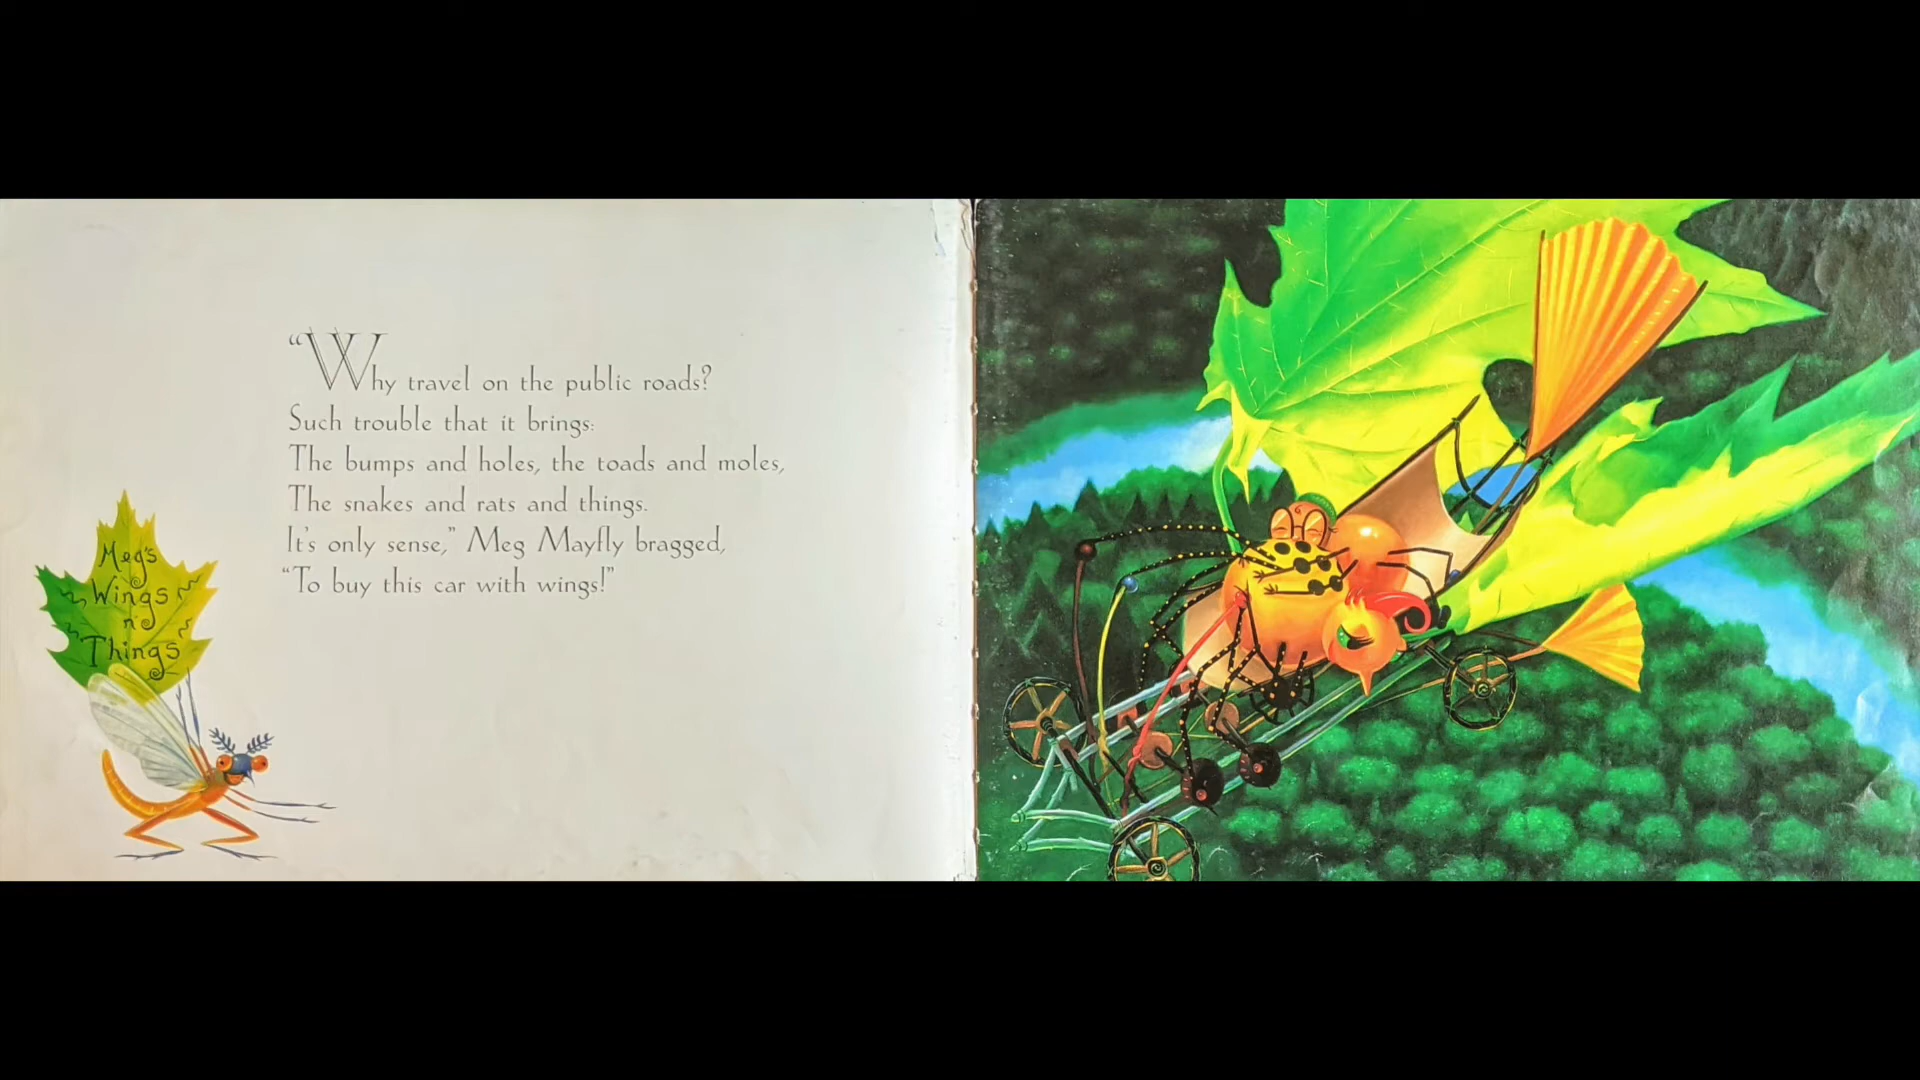 “Why travel on the public roads?
Such trouble that it brings:
The bumps and holes, the toads and moles,
The snakes and rats and things.
It's only sense,” Meg Mayfly bragged,
“To buy this car with wings!”
Meg's
Wings
n'
Things